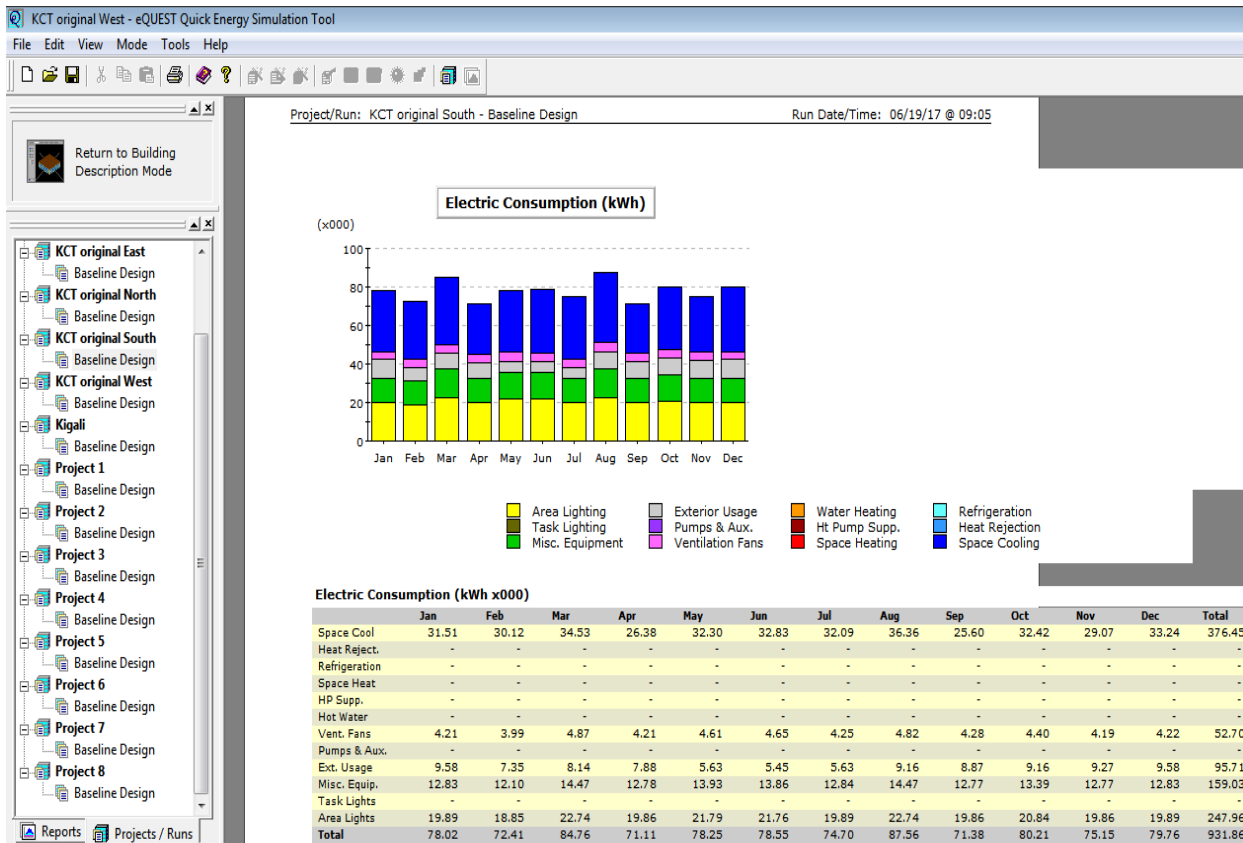 KCT original West - eQUEST Quick Energy Simulation Tool
File Edit View Mode Tools Help
Return to Building
Description Mode
KCT original East
Baseline Design
KCT original North
Baseline Design
KCT original South
Baseline Design
KCT original West
Baseline Design
Kigali
Baseline Design
Project 1
Baseline Design
Project 2
Baseline Design
Project 3
Baseline Design
Project 4
Baseline Design
Project 5
Baseline Design
Project 6
Baseline Design
Project 7
Baseline Design
Project 8
Baseline Design
Reports Projects / Runs
Project/Run: KCT original South - Baseline Design Run Date/Time: 06/19/17 @ 09:05
Electric Consumption (kWh)
(x000)
100
80
60
40
20
0
Jan Feb Mar Apr May Jun Jul Aug Sep Oct Nov Dec
Area Lighting Exterior Usage Water Heating Refrigeration
Task Lighting Pumps & Aux. Ht Pump Supp. Heat Rejection
Misc. Equipment Ventilation Fans Space Heating Space Cooling
Electric Consumption (kWh x000)
Jan Feb Mar Apr May Jun Jul Aug Sep Oct Nov Dec Total
Space Cool 31.51 30.12 34.53 26.38 32.30 32.83 32.09 36.36 25.60 32.42 29.07 33.24 376.45
Heat Reject. - - - - - - - - - - - - -
Refrigeration - - - - - - - - - - - - -
Space Heat - - - - - - - - - - - - -
HP Supp. - - - - - - - - - - - - -
Hot Water - - - - - - - - - - - - -
Vent. Fans 4.21 3.99 4.87 4.21 4.61 4.65 4.25 4.82 4.28 4.40 4.19 4.22 52.70
Pumps & Aux. - - - - - - - - - - - - -
Ext. Usage 9.58 7.35 8.14 7.88 5.63 5.45 5.63 9.16 8.87 9.16 9.27 9.58 95.71
Misc. Equip. 12.83 12.10 14.47 12.78 13.93 13.86 12.84 14.47 12.77 13.39 12.77 12.83 159.03
Task Lights - - - - - - - - - - - - -
Area Lights 19.89 18.85 22.74 19.86 21.79 21.76 19.89 22.74 19.86 20.84 19.86 19.89 247.96
Total 78.02 72.41 84.76 71.11 78.25 78.55 74.70 87.56 71.38 80.21 75.15 79.76 931.86